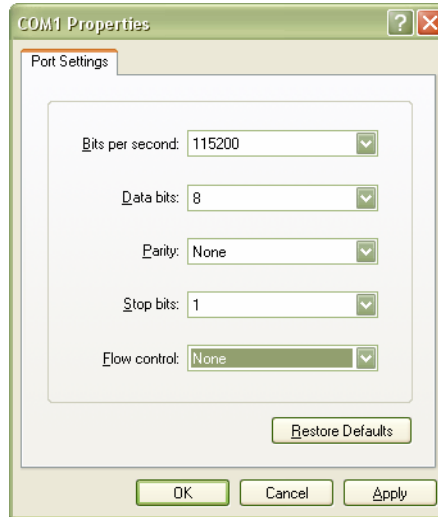 COM1 Properties
Port Settings
Bits per second: 115200
Data bits: 8
Parity: None
Stop bits: 1
Flow control: None
Restore Defaults
OK Cancel Apply